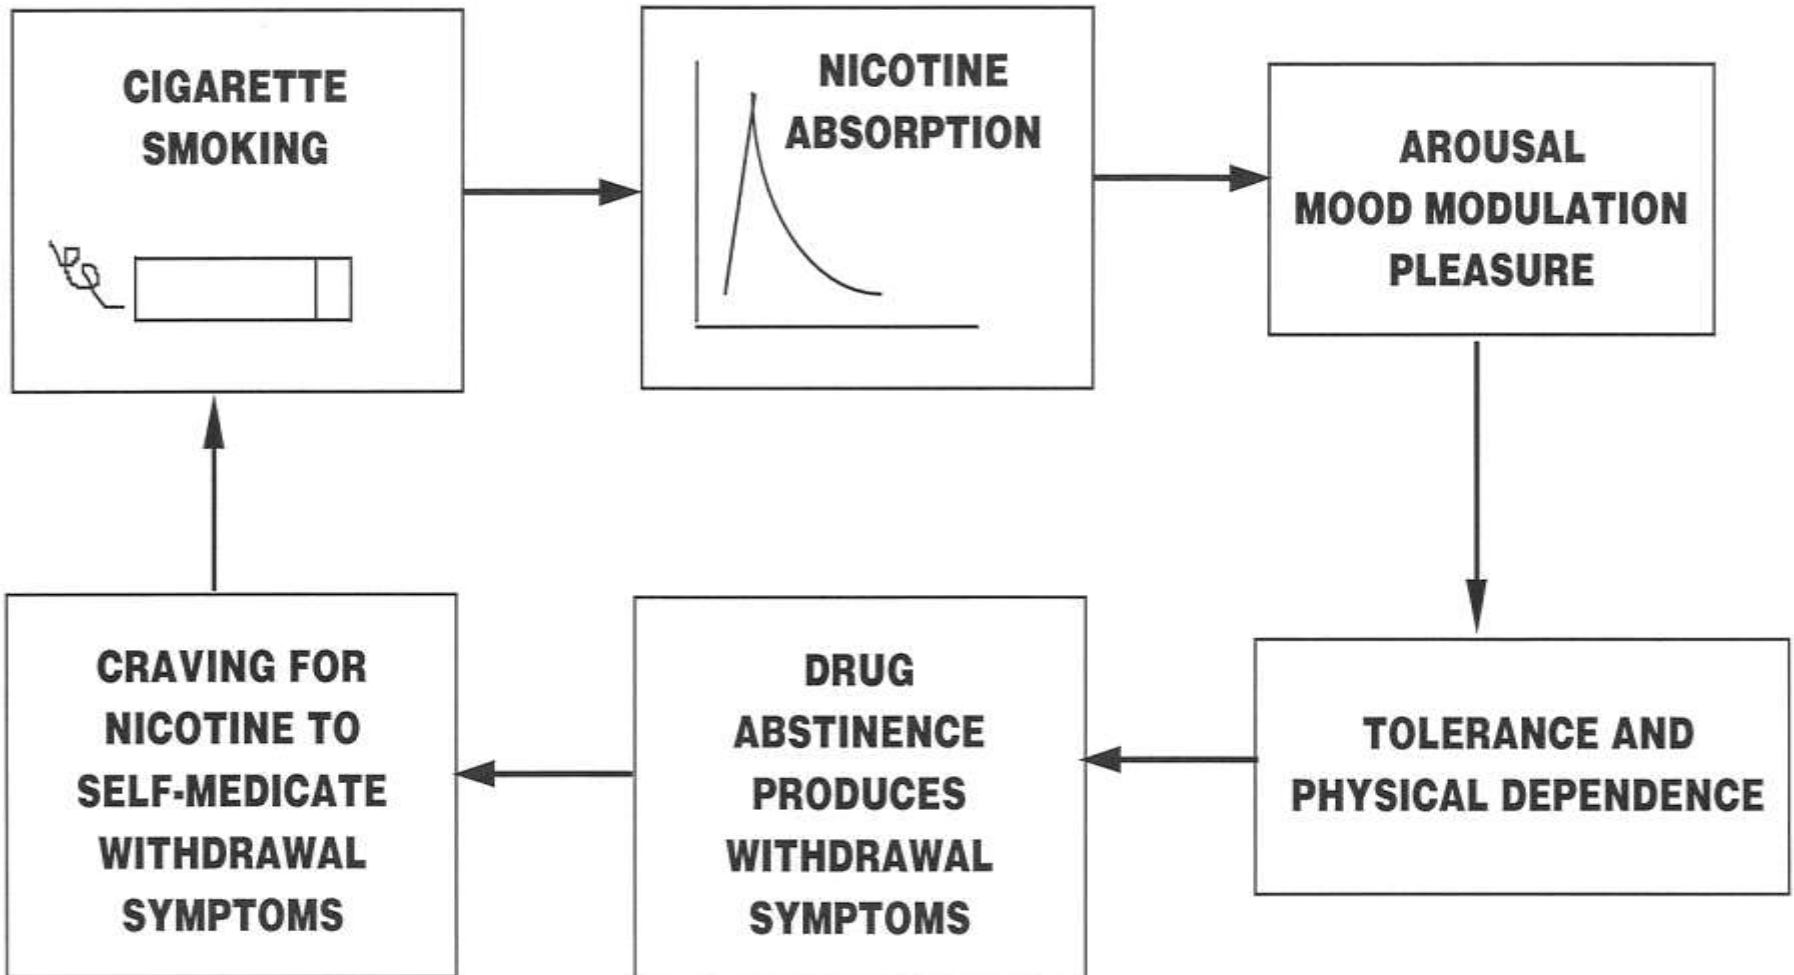 CIGARETTE
SMOKING
NICOTINE
ABSORPTION
AROUSAL
MOOD MODULATION
PLEASURE
TOLERANCE AND
PHYSICAL DEPENDENCE
DRUG
ABSTINENCE
PRODUCES
WITHDRAWAL
SYMPTOMS
CRAVING FOR
NICOTINE TO
SELF-MEDICATE
WITHDRAWAL
SYMPTOMS